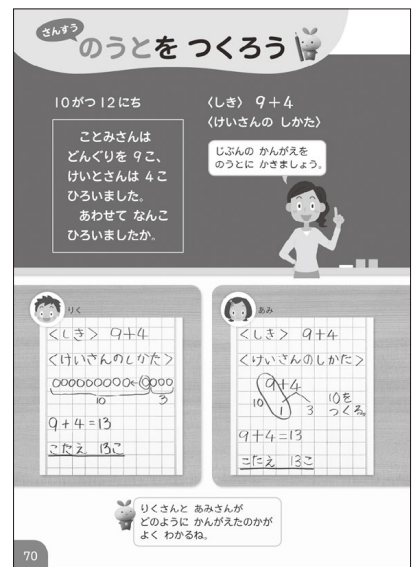 さんすう
のうとを つくろう
10がつ 12にち
ことみさんは
どんぐりを 9こ、
けいとさんは 4こ
ひろいました。
あわせて なんこ
ひろいましたか。
〈しき〉 9+4
〈けいさんの しかた〉
じぶんの かんがえを
のうとに かきましょう。
りく
<しき> 9+4
<けいさんのしかた>
○○○○○○○○○←○○○○
10 3
9+4=13
こたえ 13こ
あみ
<しき> 9+4
<けいさんのしかた>
9+4
10 1 3 10を
つくる。
9+4=13
こたえ 13こ
りくさんと あみさんが
どのように かんがえたのかが
よく わかるね。
70